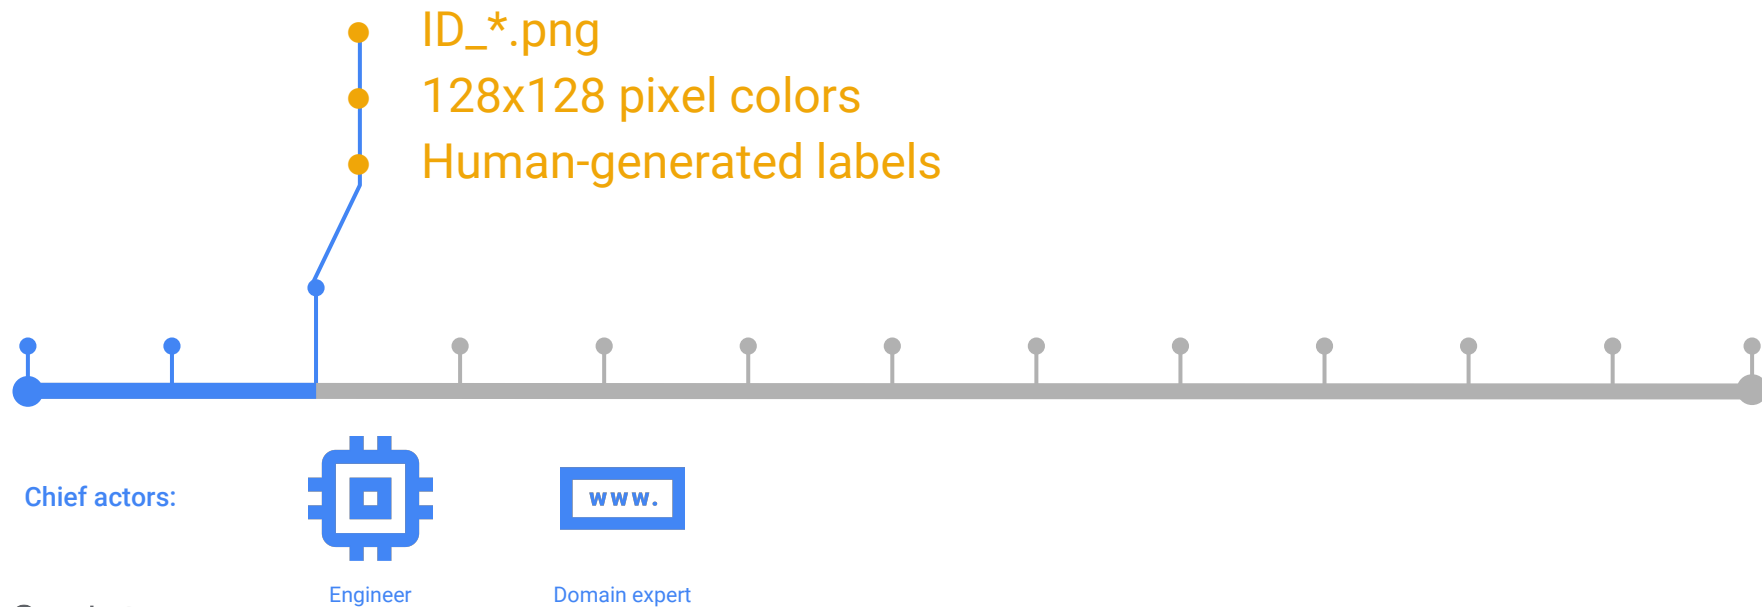 ID_*.png
128x128 pixel colors
Human-generated labels
Chief actors:
www.
Engineer
Domain expert